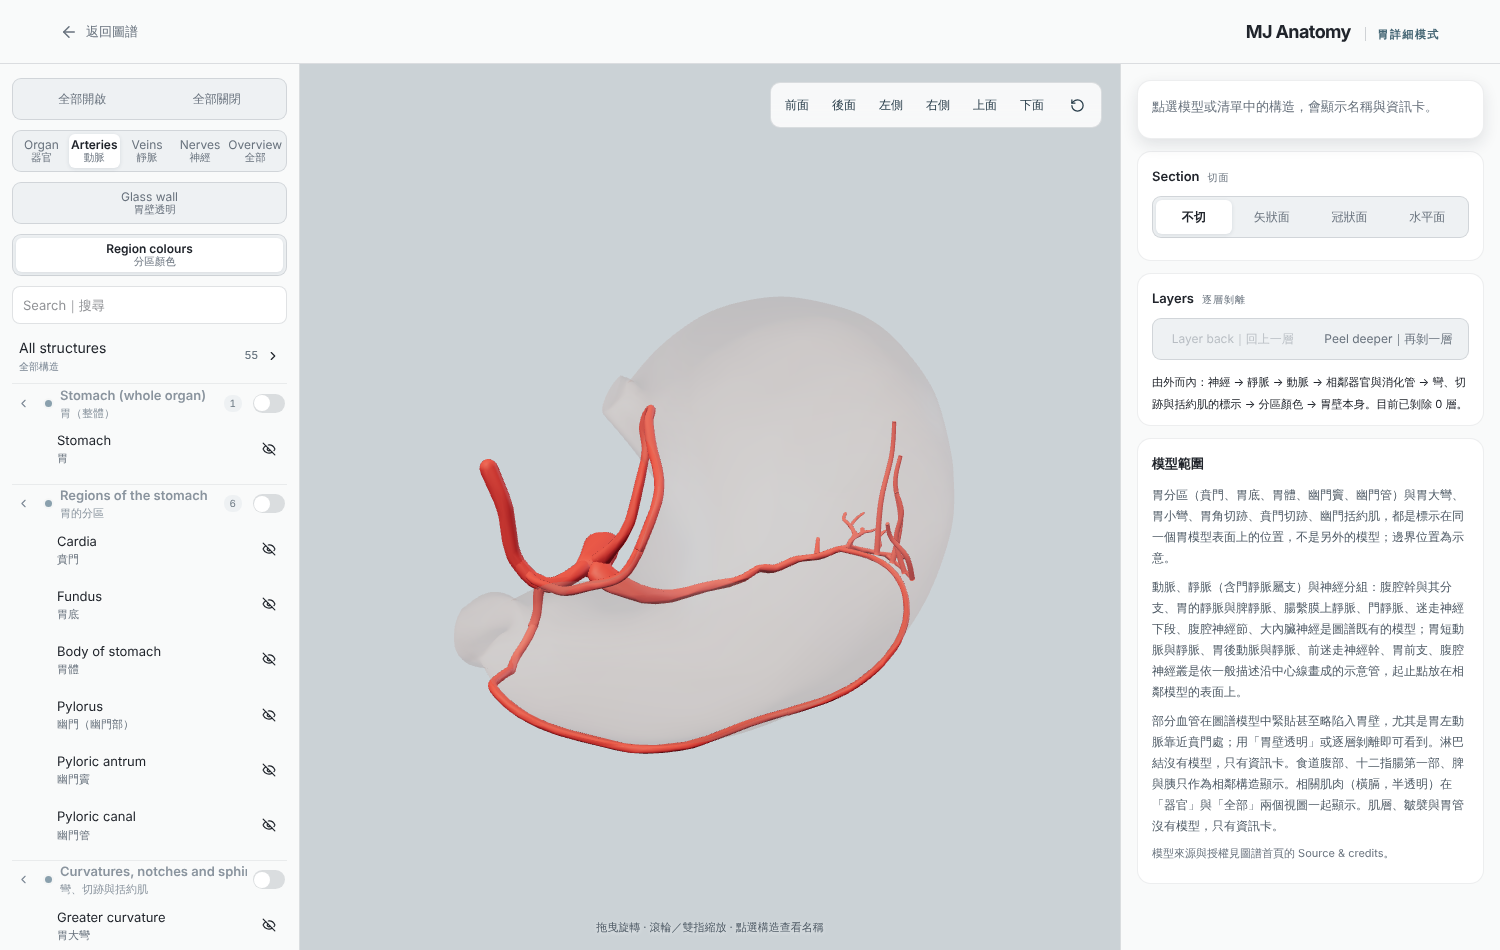 返回圖譜
MJ Anatomy
胃詳細模式
全部開啟
全部關閉
Organ
器官
Arteries
動脈
Veins
靜脈
Nerves
神經
Overview
全部
Glass wall
胃壁透明
Region colours
分區顏色
Search｜搜尋
All structures
全部構造
55
Stomach (whole organ)
胃（整體）
1
Stomach
胃
Regions of the stomach
胃的分區
6
Cardia
賁門
Fundus
胃底
Body of stomach
胃體
Pylorus
幽門（幽門部）
Pyloric antrum
幽門竇
Pyloric canal
幽門管
Curvatures, notches and sphin
彎、切跡與括約肌
Greater curvature
胃大彎
前面
後面
左側
右側
上面
下面
拖曳旋轉 · 滾輪／雙指縮放 · 點選構造查看名稱
點選模型或清單中的構造，會顯示名稱與資訊卡。
Section 切面
不切
矢狀面
冠狀面
水平面
Layers 逐層剝離
Layer back｜回上一層
Peel deeper｜再剝一層
由外而內：神經 → 靜脈 → 動脈 → 相鄰器官與消化管 → 彎、切
跡與括約肌的標示 → 分區顏色 → 胃壁本身。目前已剝除 0 層。
模型範圍
胃分區（賁門、胃底、胃體、幽門竇、幽門管）與胃大彎、
胃小彎、胃角切跡、賁門切跡、幽門括約肌，都是標示在同
一個胃模型表面上的位置，不是另外的模型；邊界位置為示
意。
動脈、靜脈（含門靜脈屬支）與神經分組：腹腔幹與其分
支、胃的靜脈與脾靜脈、腸繫膜上靜脈、門靜脈、迷走神經
下段、腹腔神經節、大內臟神經是圖譜既有的模型；胃短動
脈與靜脈、胃後動脈與靜脈、前迷走神經幹、胃前支、腹腔
神經叢是依一般描述沿中心線畫成的示意管，起止點放在相
鄰模型的表面上。
部分血管在圖譜模型中緊貼甚至略陷入胃壁，尤其是胃左動
脈靠近賁門處；用「胃壁透明」或逐層剝離即可看到。淋巴
結沒有模型，只有資訊卡。食道腹部、十二指腸第一部、脾
與胰只作為相鄰構造顯示。相關肌肉（橫膈，半透明）在
「器官」與「全部」兩個視圖一起顯示。肌層、皺襞與胃管
沒有模型，只有資訊卡。
模型來源與授權見圖譜首頁的 Source & credits。